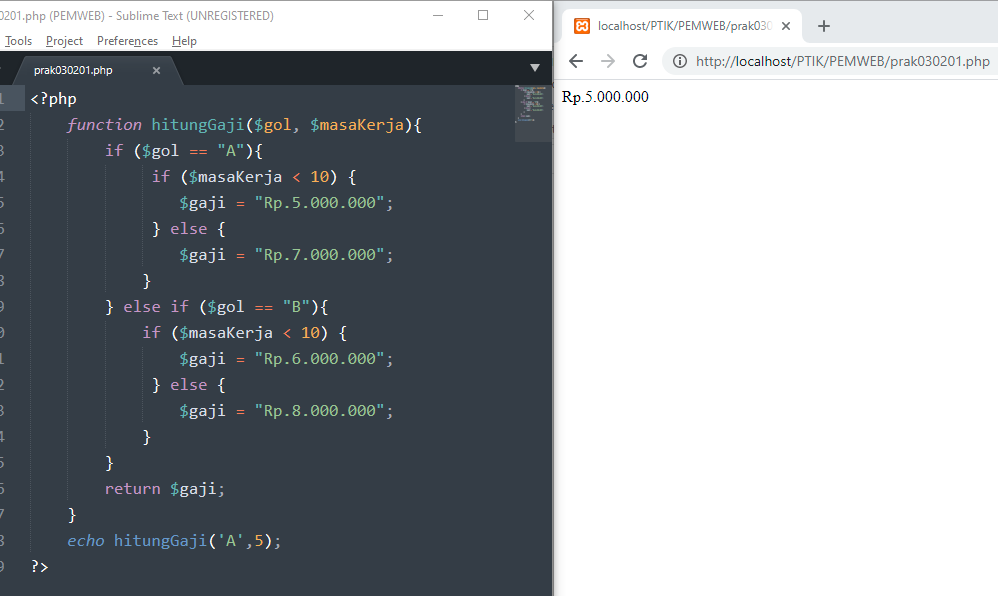 0201.php (PEMWEB) - Sublime Text (UNREGISTERED)
Tools Project Preferences Help
prak030201.php
1 <?php
2 function hitungGaji($gol, $masaKerja){
3 if ($gol == "A"){
4 if ($masaKerja < 10) {
5 $gaji = "Rp.5.000.000";
6 } else {
7 $gaji = "Rp.7.000.000";
8 }
9 } else if ($gol == "B"){
0 if ($masaKerja < 10) {
1 $gaji = "Rp.6.000.000";
2 } else {
3 $gaji = "Rp.8.000.000";
4 }
5 }
6 return $gaji;
7 }
8 echo hitungGaji('A',5);
9 ?>
localhost/PTIK/PEMWEB/prak030
http://localhost/PTIK/PEMWEB/prak030201.php
Rp.5.000.000